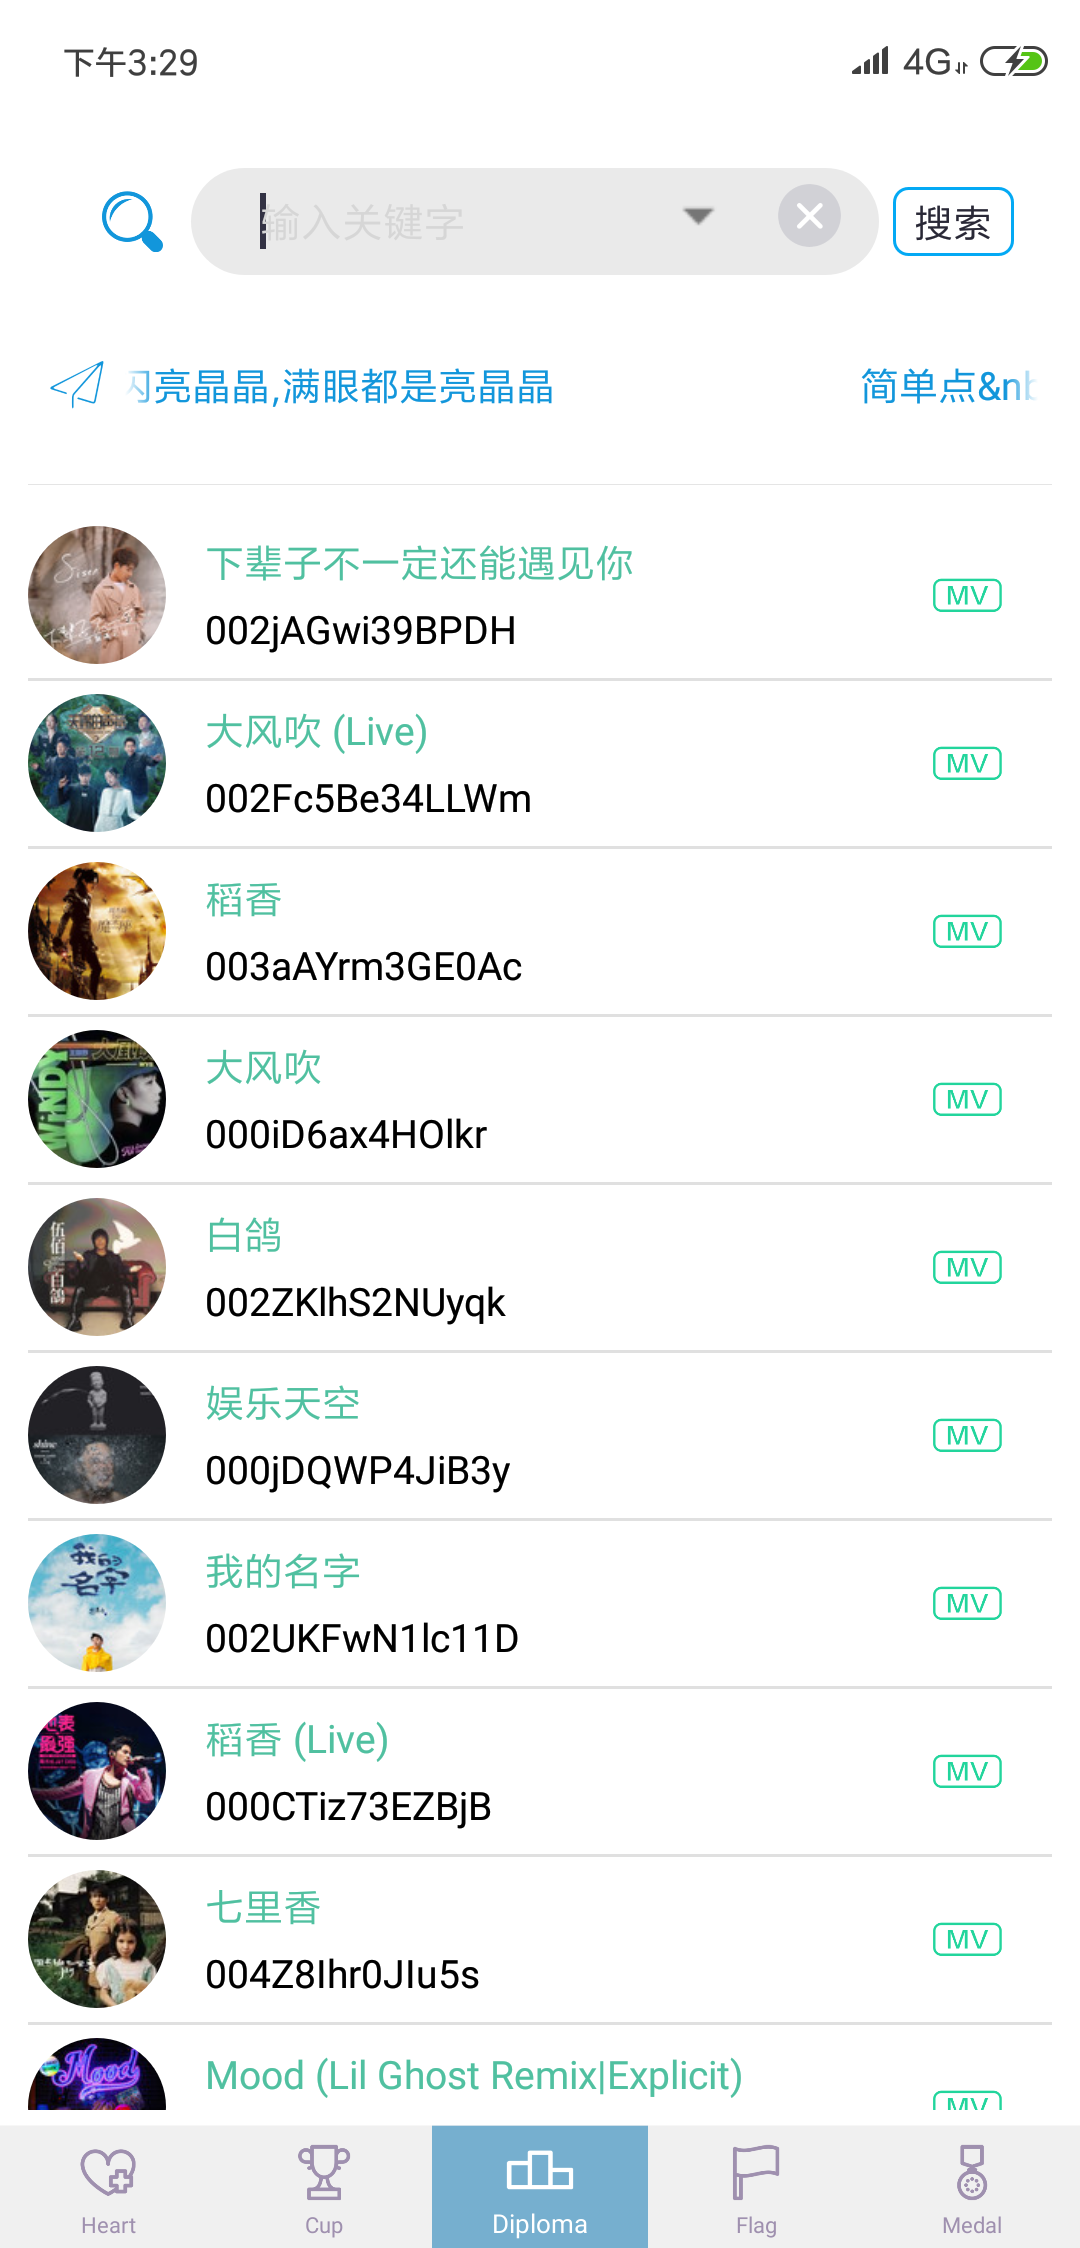 下午3:29
4G
输入关键字
搜索
闪亮晶晶,满眼都是亮晶晶
简单点&nb
下辈子不一定还能遇见你
002jAGwi39BPDH
MV
大风吹 (Live)
002Fc5Be34LLWm
MV
稻香
003aAYrm3GE0Ac
MV
大风吹
000iD6ax4HOlkr
MV
白鸽
002ZKlhS2NUyqk
MV
娱乐天空
000jDQWP4JiB3y
MV
我的名字
002UKFwN1lc11D
MV
稻香 (Live)
000CTiz73EZBjB
MV
七里香
004Z8Ihr0JIu5s
MV
Mood (Lil Ghost Remix|Explicit)
MV
Heart
Cup
Diploma
Flag
Medal